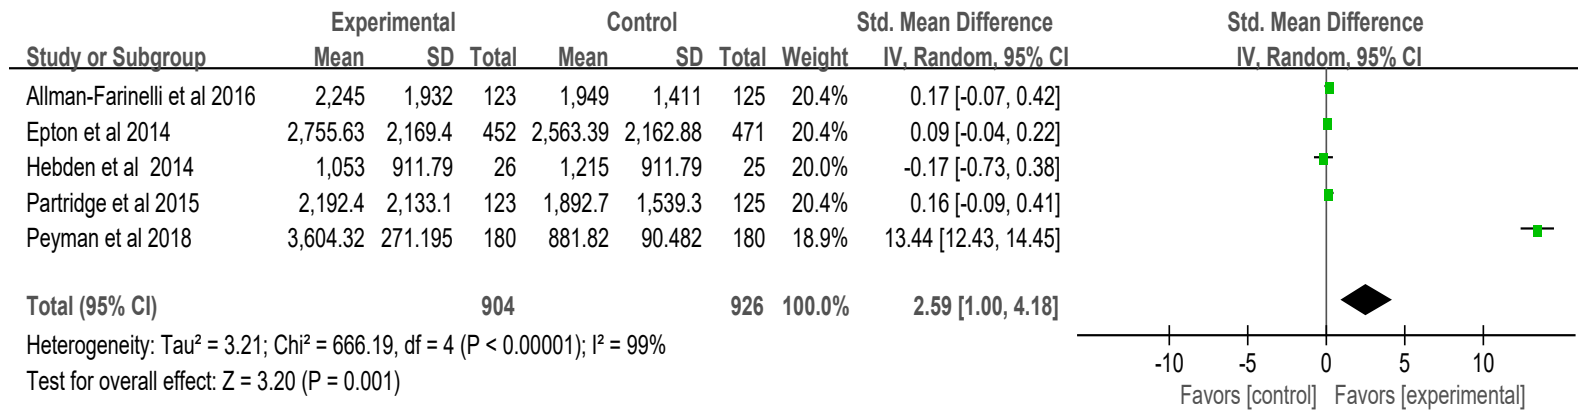 Experimental Control Std. Mean Difference Std. Mean Difference
Study or Subgroup Mean SD Total Mean SD Total Weight IV, Random, 95% CI IV, Random, 95% CI
Allman-Farinelli et al 2016 2,245 1,932 123 1,949 1,411 125 20.4% 0.17 [-0.07, 0.42]
Epton et al 2014 2,755.63 2,169.4 452 2,563.39 2,162.88 471 20.4% 0.09 [-0.04, 0.22]
Hebden et al 2014 1,053 911.79 26 1,215 911.79 25 20.0% -0.17 [-0.73, 0.38]
Partridge et al 2015 2,192.4 2,133.1 123 1,892.7 1,539.3 125 20.4% 0.16 [-0.09, 0.41]
Peyman et al 2018 3,604.32 271.195 180 881.82 90.482 180 18.9% 13.44 [12.43, 14.45]
Total (95% CI) 904 926 100.0% 2.59 [1.00, 4.18]
Heterogeneity: Tau² = 3.21; Chi² = 666.19, df = 4 (P < 0.00001); I² = 99%
Test for overall effect: Z = 3.20 (P = 0.001)
-10 -5 0 5 10
Favors [control] Favors [experimental]